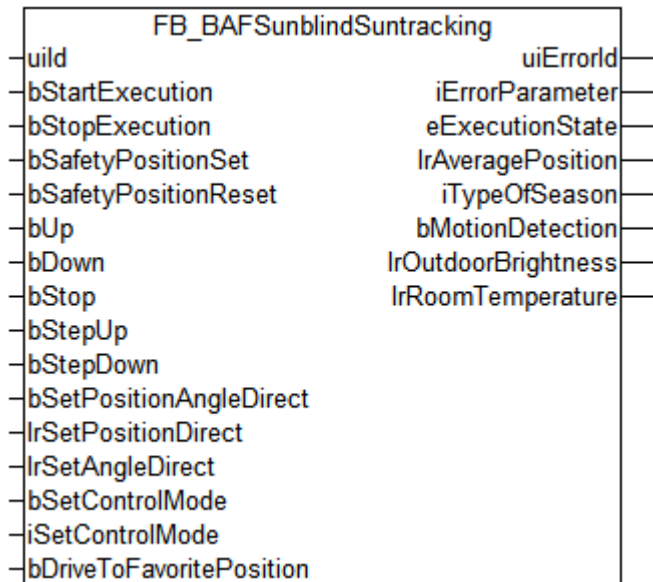 FB_BAFSunblindSuntracking
uiId uiErrorId
bStartExecution iErrorParameter
bStopExecution eExecutionState
bSafetyPositionSet lrAveragePosition
bSafetyPositionReset iTypeOfSeason
bUp bMotionDetection
bDown lrOutdoorBrightness
bStop lrRoomTemperature
bStepUp
bStepDown
bSetPositionAngleDirect
lrSetPositionDirect
lrSetAngleDirect
bSetControlMode
iSetControlMode
bDriveToFavoritePosition